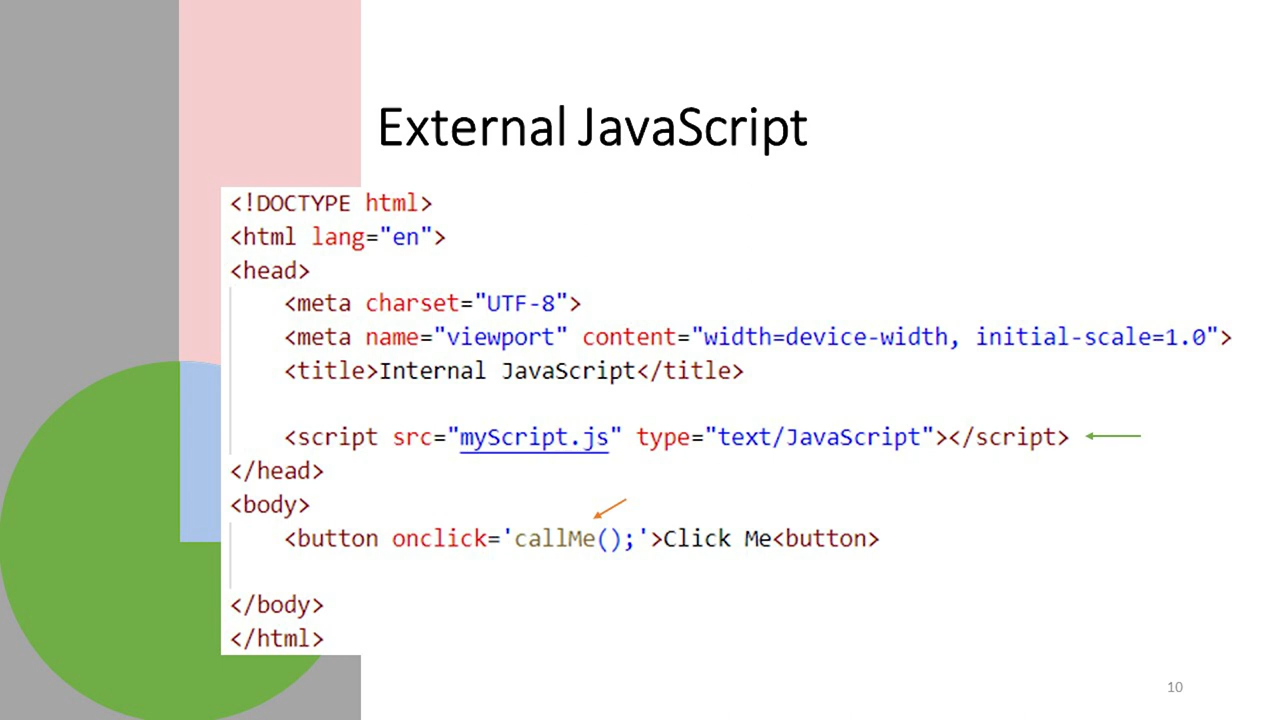 External JavaScript
<!DOCTYPE html>
<html lang="en">
<head>
    <meta charset="UTF-8">
    <meta name="viewport" content="width=device-width, initial-scale=1.0">
    <title>Internal JavaScript</title>
    <script src="myScript.js" type="text/JavaScript"></script>
</head>
<body>
    <button onclick='callMe();'>Click Me<button>
</body>
</html>
10